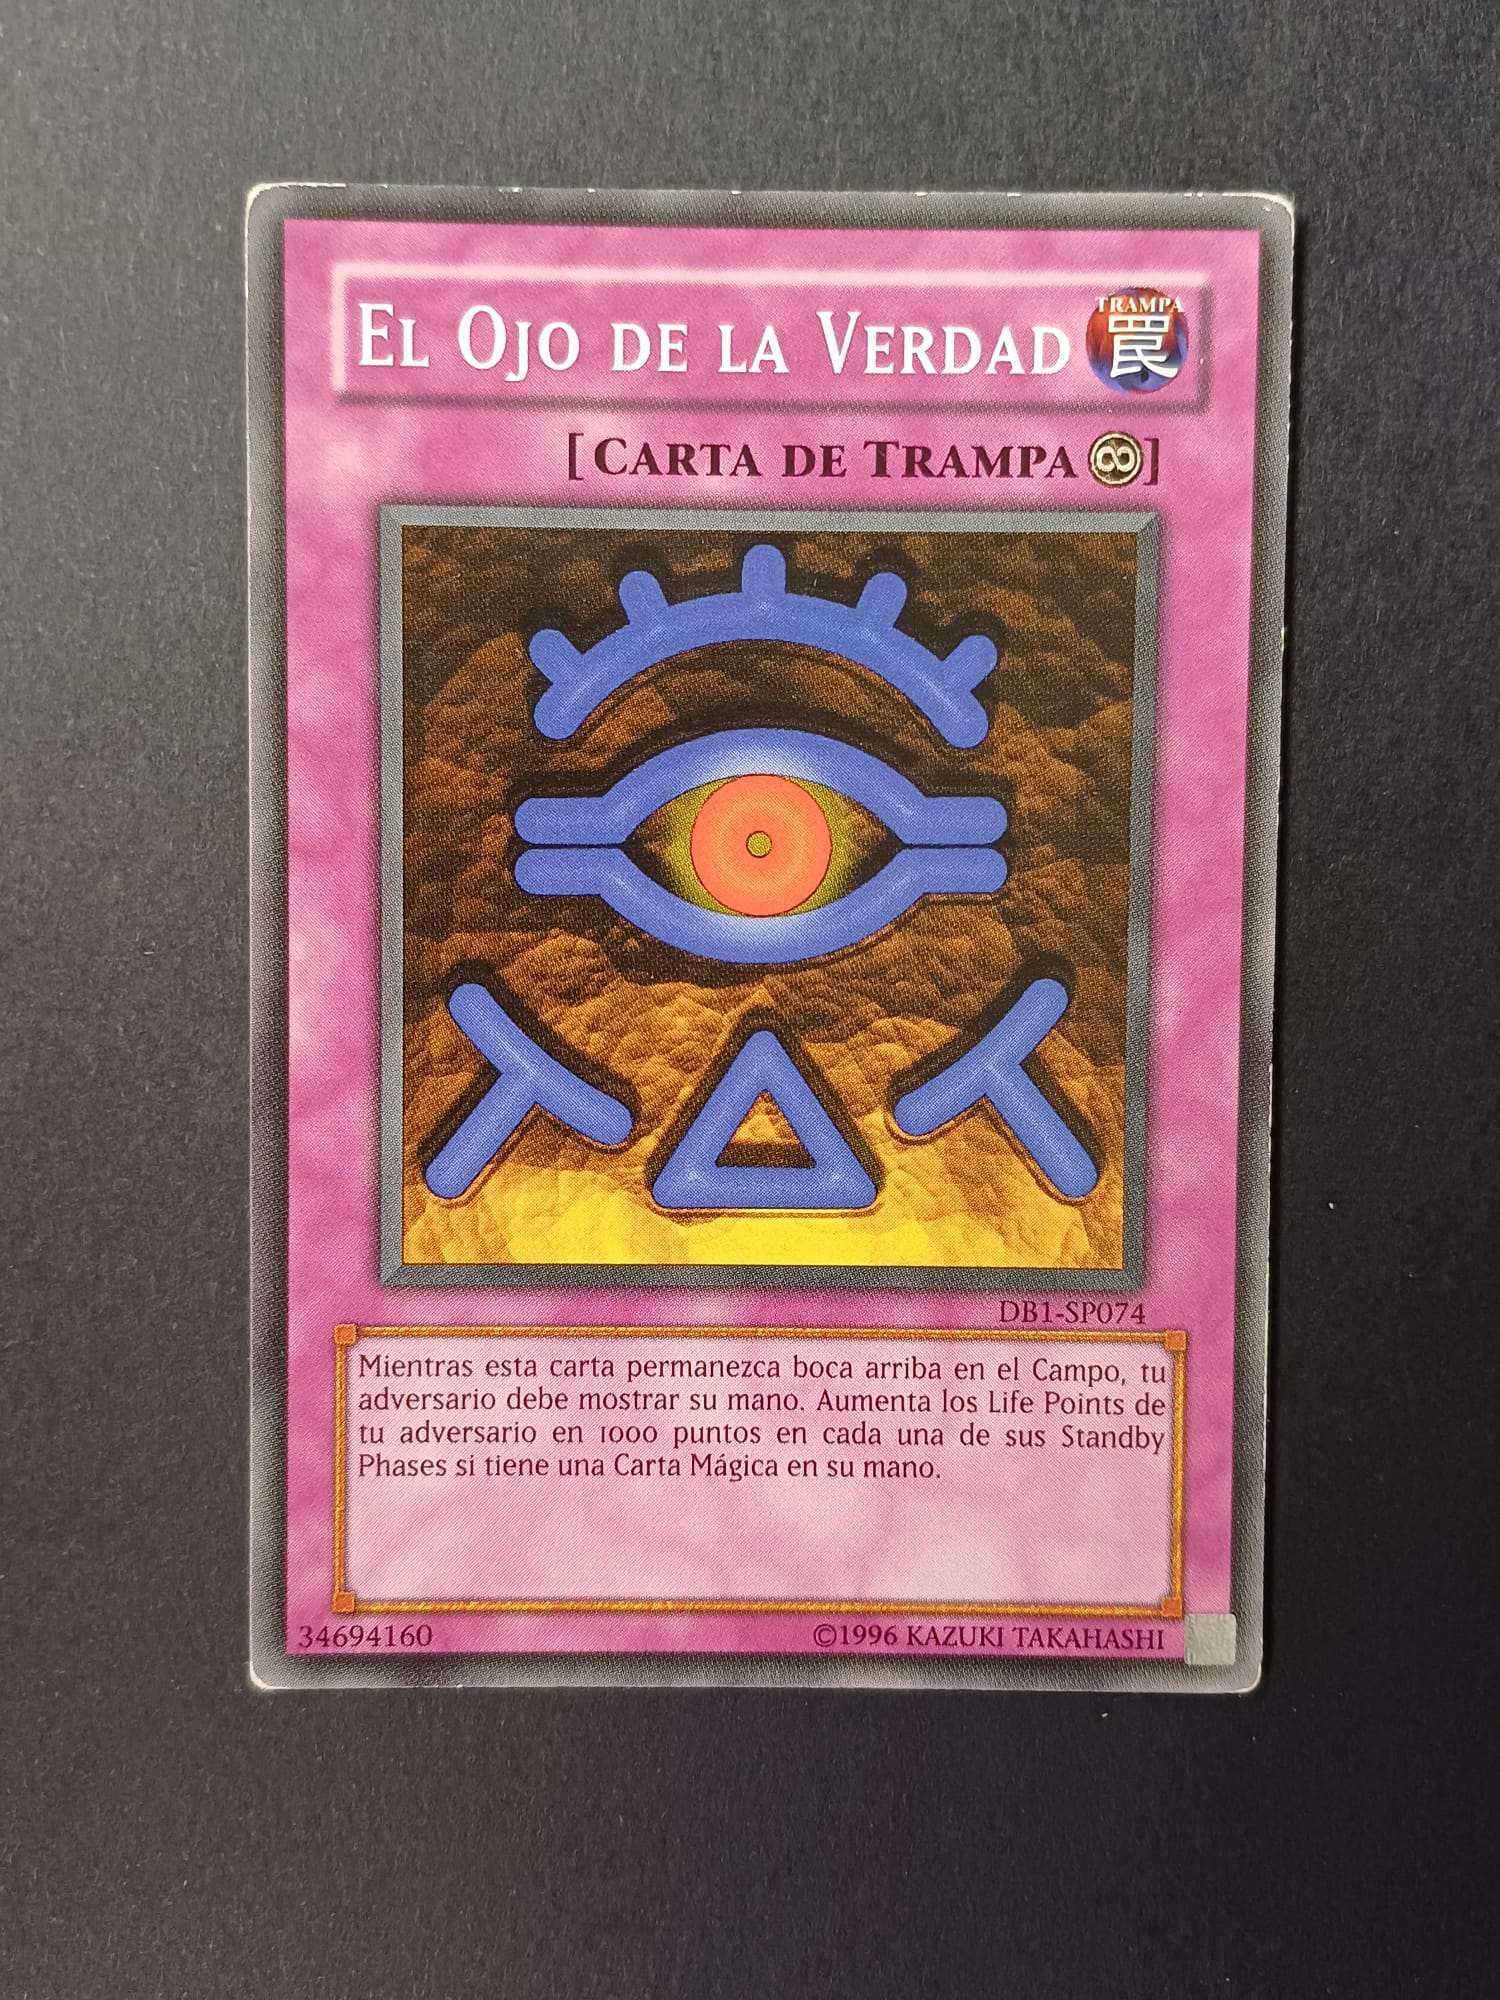 El Ojo de la Verdad
TRAMPA
罠
[Carta de Trampa∞]
DB1-SP074
Mientras esta carta permanezca boca arriba en el Campo, tu
adversario debe mostrar su mano. Aumenta los Life Points de
tu adversario en 1000 puntos en cada una de sus Standby
Phases si tiene una Carta Mágica en su mano.
34694160
©1996 KAZUKI TAKAHASHI